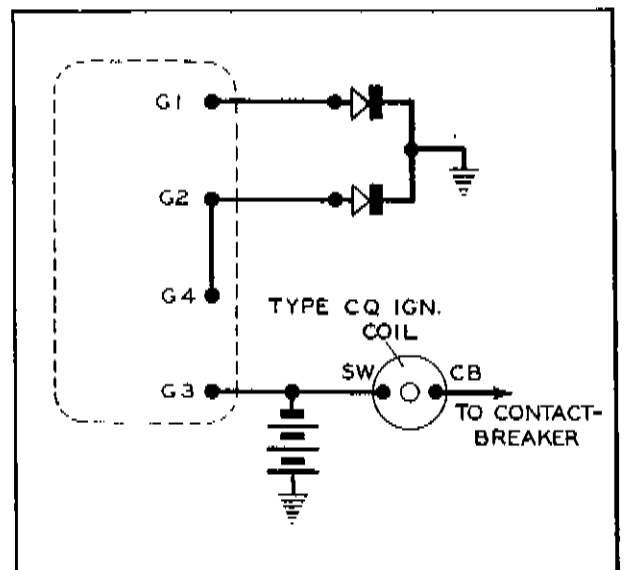 G1
G2
G4
TYPE CQ IGN.
COIL
SW
CB
G3
TO CONTACT-
BREAKER